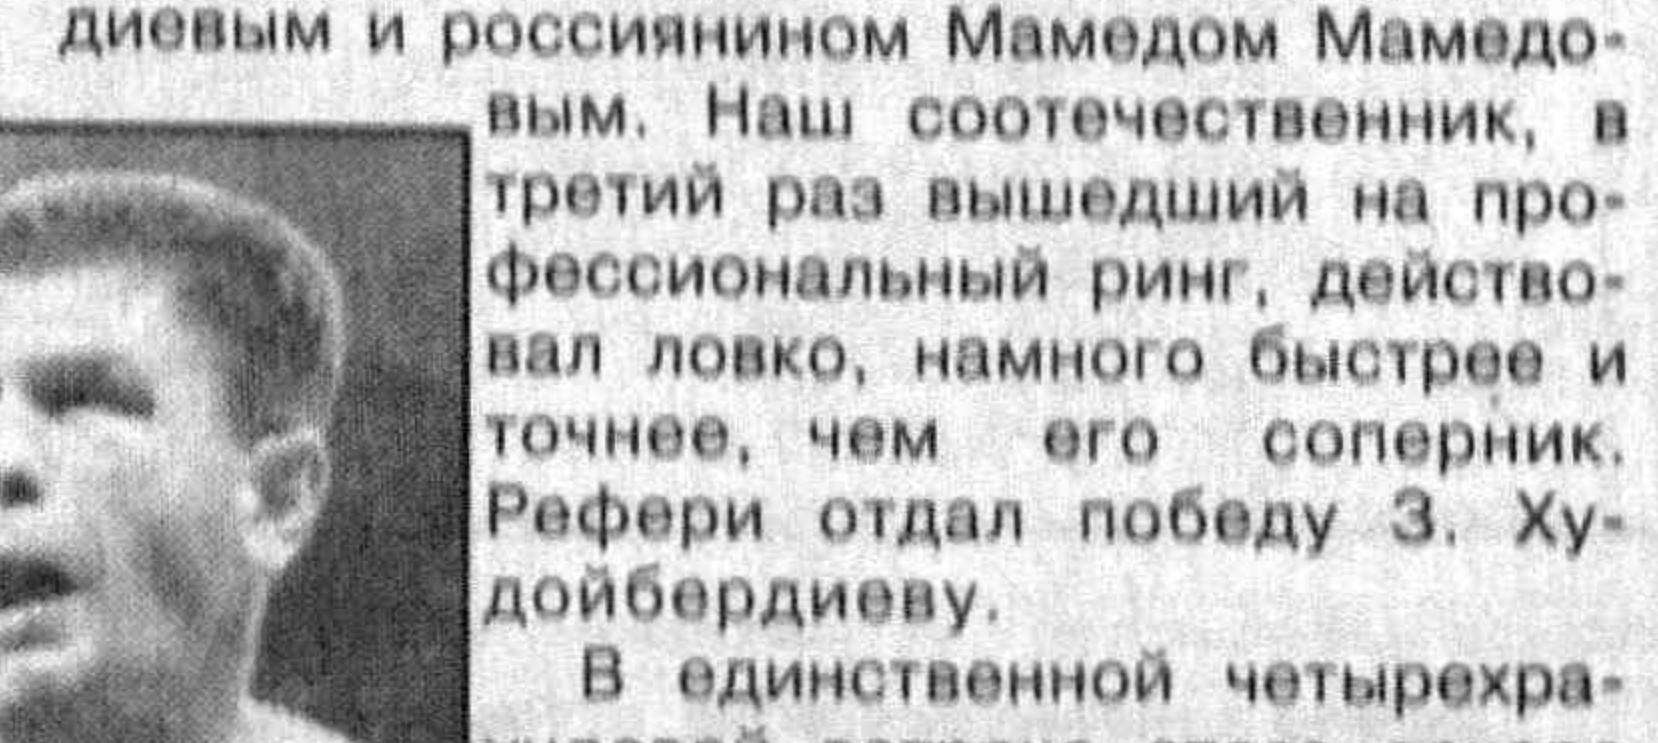 диевым и россиянином Мамедом Мамедо-
вым. Наш соотечественник, в
третий раз вышедший на про-
фессиональный ринг, действо-
вал ловко, намного быстрее и
точнее, чем его соперник.
Рефери отдал победу З. Ху-
дойбердиеву.
В единственной четырехра-